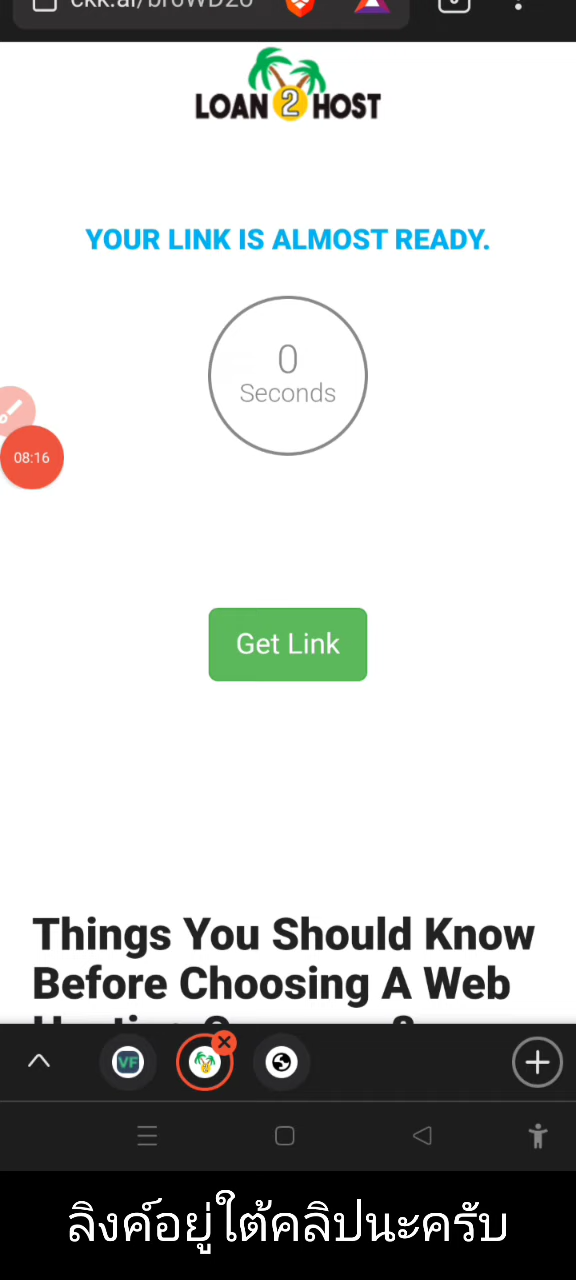 LOAN 2 HOST
YOUR LINK IS ALMOST READY.
0
Seconds
08:16
Get Link
Things You Should Know
Before Choosing A Web
VF
ลิงค์อยู่ใต้คลิปนะครับ